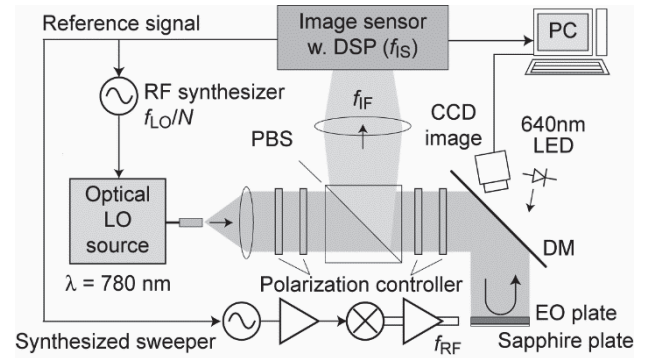 Reference signal
Image sensor
w. DSP (fIS)
PC
RF synthesizer
fLO/N
fIF
CCD
image
640nm
LED
PBS
Optical
LO
source
DM
λ = 780 nm
Polarization controller
EO plate
Synthesized sweeper
fRF
Sapphire plate